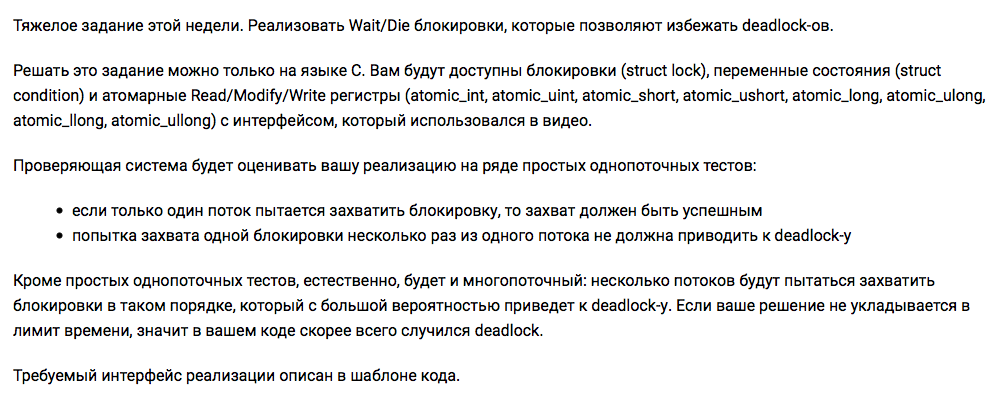 Тяжелое задание этой недели. Реализовать Wait/Die блокировки, которые позволяют избежать deadlock-ов.
Решать это задание можно только на языке C. Вам будут доступны блокировки (struct lock), переменные состояния (struct
condition) и атомарные Read/Modify/Write регистры (atomic_int, atomic_uint, atomic_short, atomic_ushort, atomic_long, atomic_ulong,
atomic_llong, atomic_ullong) с интерфейсом, который использовался в видео.
Проверяющая система будет оценивать вашу реализацию на ряде простых однопоточных тестов:
• если только один поток пытается захватить блокировку, то захват должен быть успешным
• попытка захвата одной блокировки несколько раз из одного потока не должна приводить к deadlock-у
Кроме простых однопоточных тестов, естественно, будет и многопоточный: несколько потоков будут пытаться захватить
блокировки в таком порядке, который с большой вероятностью приведет к deadlock-у. Если ваше решение не укладывается в
лимит времени, значит в вашем коде скорее всего случился deadlock.
Требуемый интерфейс реализации описан в шаблоне кода.